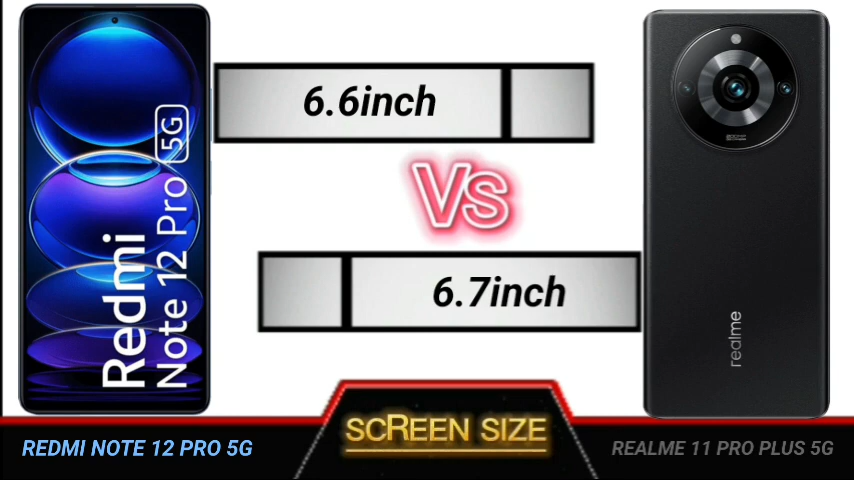 Redmi
Note 12 Pro 5G
6.6inch
Vs
6.7inch
realme
SCREEN SIZE
REDMI NOTE 12 PRO 5G
REALME 11 PRO PLUS 5G